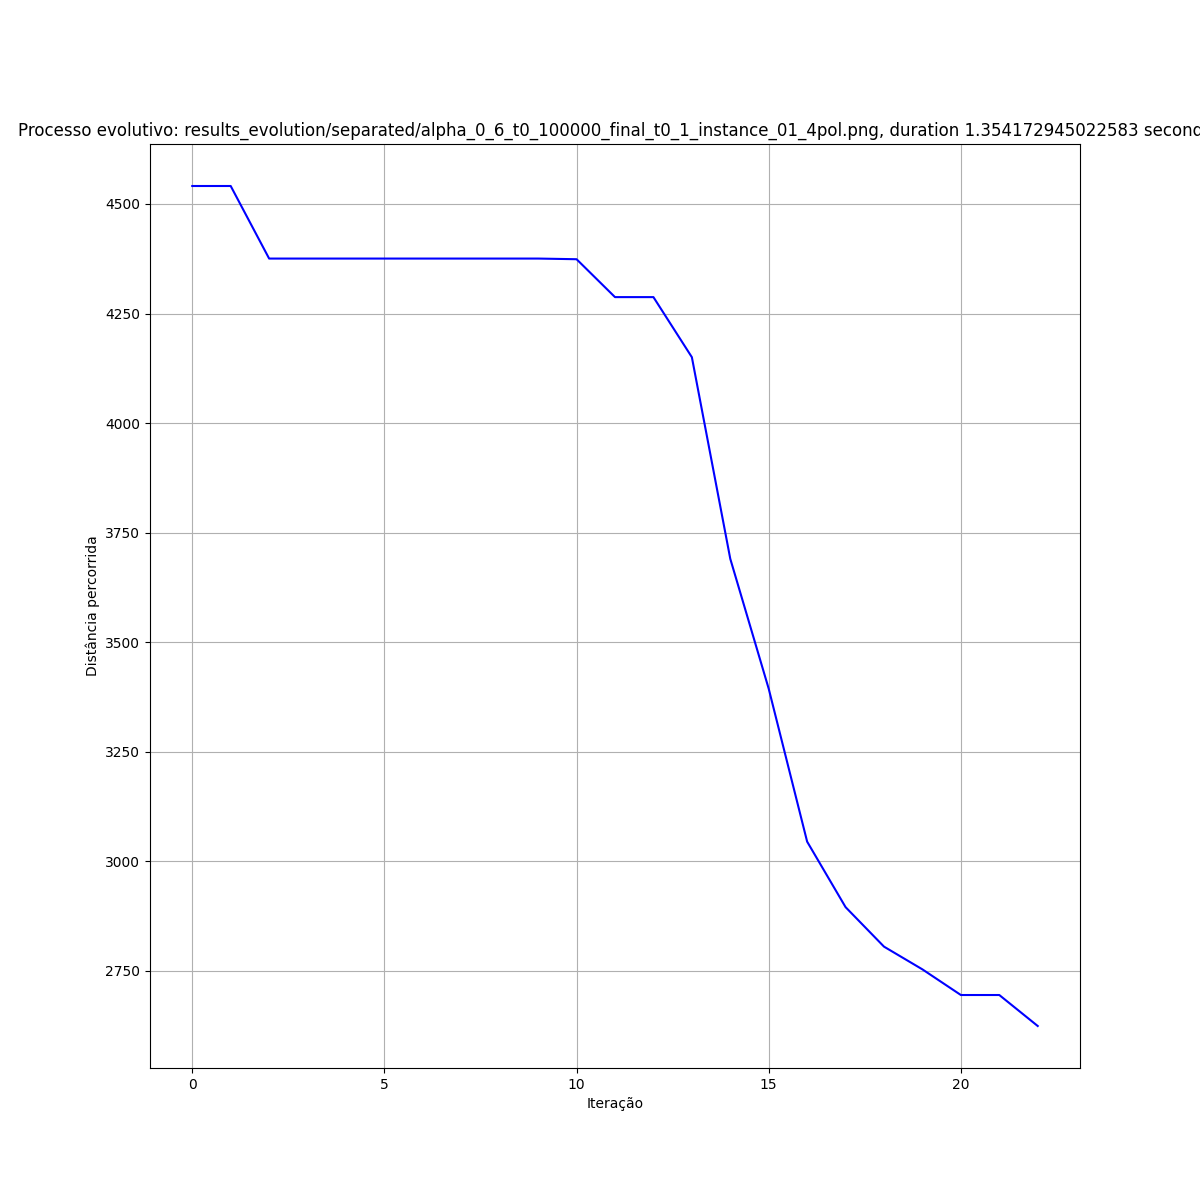 Processo evolutivo: results_evolution/separated/alpha_0_6_t0_100000_final_t0_1_instance_01_4pol.png, duration 1.354172945022583 second
4500
4250
4000
3750
3500
3250
3000
2750
Distância percorrida
0 5 10 15 20
Iteração